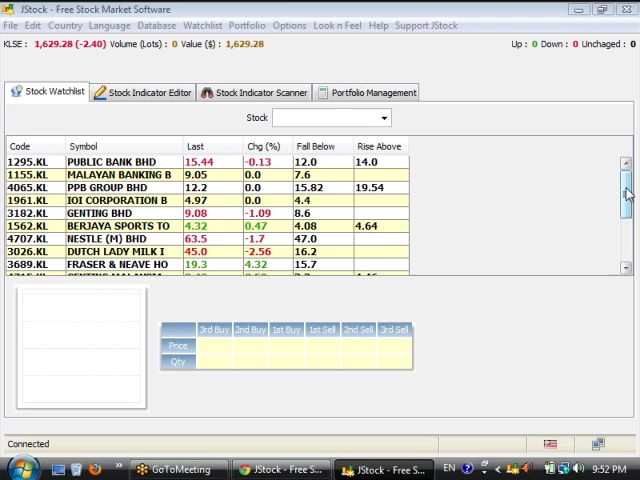 JStock - Free Stock Market Software
File Edit Country Language Database Watchlist Portfolio Options Look n Feel Help Support JStock
KLSE : 1,629.28 (-2.40) Volume (Lots) : 0 Value ($) : 1,629.28 Up : 0 Down : 0 Unchaged : 0
Stock Watchlist Stock Indicator Editor Stock Indicator Scanner Portfolio Management
Stock
Code Symbol Last Chg (%) Fall Below Rise Above
1295.KL PUBLIC BANK BHD 15.44 -0.13 12.0 14.0
1155.KL MALAYAN BANKING B 9.05 0.0 7.6
4065.KL PPB GROUP BHD 12.2 0.0 15.82 19.54
1961.KL IOI CORPORATION B 4.97 0.0 4.4
3182.KL GENTING BHD 9.08 -1.09 8.6
1562.KL BERJAYA SPORTS TO 4.32 0.47 4.08 4.64
4707.KL NESTLE (M) BHD 63.5 -1.7 47.0
3026.KL DUTCH LADY MILK I 45.0 -2.56 16.2
3689.KL FRASER & NEAVE HO 19.3 4.32 15.7
3rd Buy 2nd Buy 1st Buy 1st Sell 2nd Sell 3rd Sell
Price
Qty
Connected
GoToMeeting JStock - Free S... JStock - Free S... EN 9:52 PM